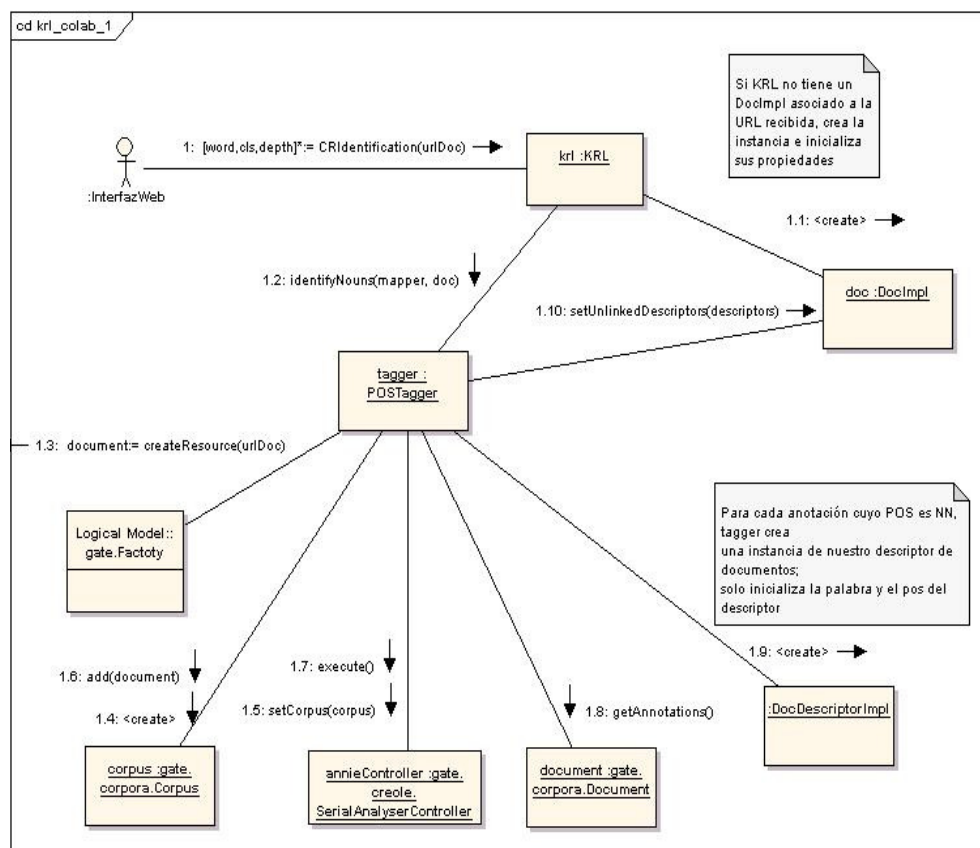 cd krl_colab_1
Si KRL no tiene un
DocImpl asociado a la
URL recibida, crea la
instancia e inicializa
sus propiedades
1: [word,cls,depth]*:= CRIdentification(urlDoc)
krl :KRL
:InterfazWeb
1.1: <create>
1.2: identifyNouns(mapper, doc)
doc :DocImpl
1.10: setUnlinkedDescriptors(descriptors)
tagger :
POSTagger
1.3: document:= createResource(urlDoc)
Logical Model::
gate.Factoty
Para cada anotación cuyo POS es NN,
tagger crea
una instancia de nuestro descriptor de
documentos;
solo inicializa la palabra y el pos del
descriptor
1.6: add(document)
1.7: execute()
1.9: <create>
1.4: <create>
1.5: setCorpus(corpus)
1.8: getAnnotations()
:DocDescriptorImpl
corpus :gate.
corpora.Corpus
annieController :gate.
creole.
SerialAnalyserController
document :gate.
corpora.Document